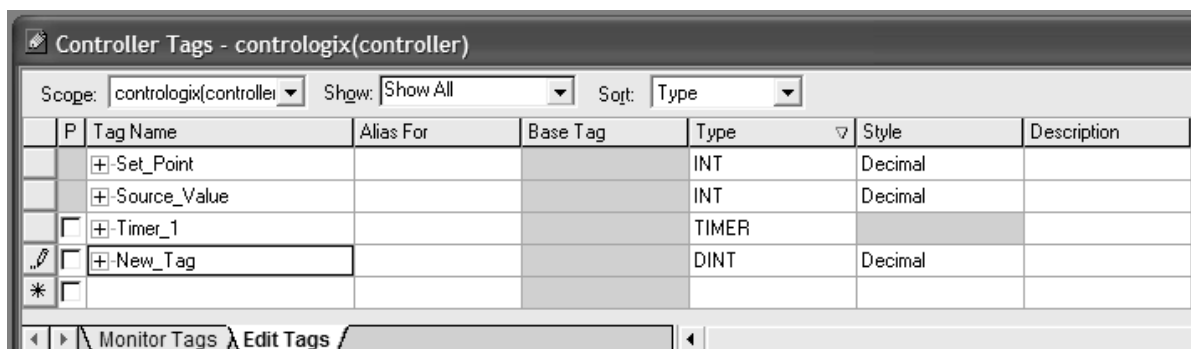 Controller Tags - contrologix(controller)
Scope: contrologix(controller Show: Show All Sort: Type
P Tag Name Alias For Base Tag Type Style Description
Set_Point INT Decimal
Source_Value INT Decimal
Timer_1 TIMER
New_Tag DINT Decimal
Monitor Tags Edit Tags